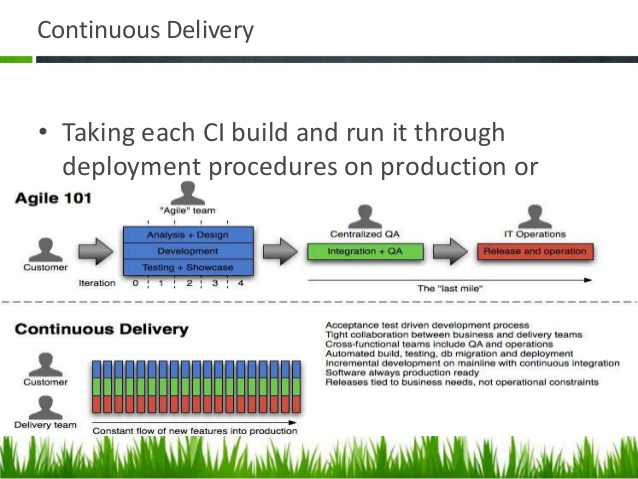 Continuous Delivery
• Taking each CI build and run it through
deployment procedures on production or
Agile 101
"Agile" team
Customer
Analysis + Design
Development
Testing + Showcase
Iteration 0 1 2 3 4
Centralized QA
Integration + QA
IT Operations
Release and operation
The "last mile"
Continuous Delivery
Customer
Delivery team
Constant flow of new features into production
Acceptance test driven development process
Tight collaboration between business and delivery teams
Cross-functional teams include QA and operations
Automated build, testing, db migration and deployment
Incremental development on mainline with continuous integration
Software always production ready
Releases tied to business needs, not operational constraints